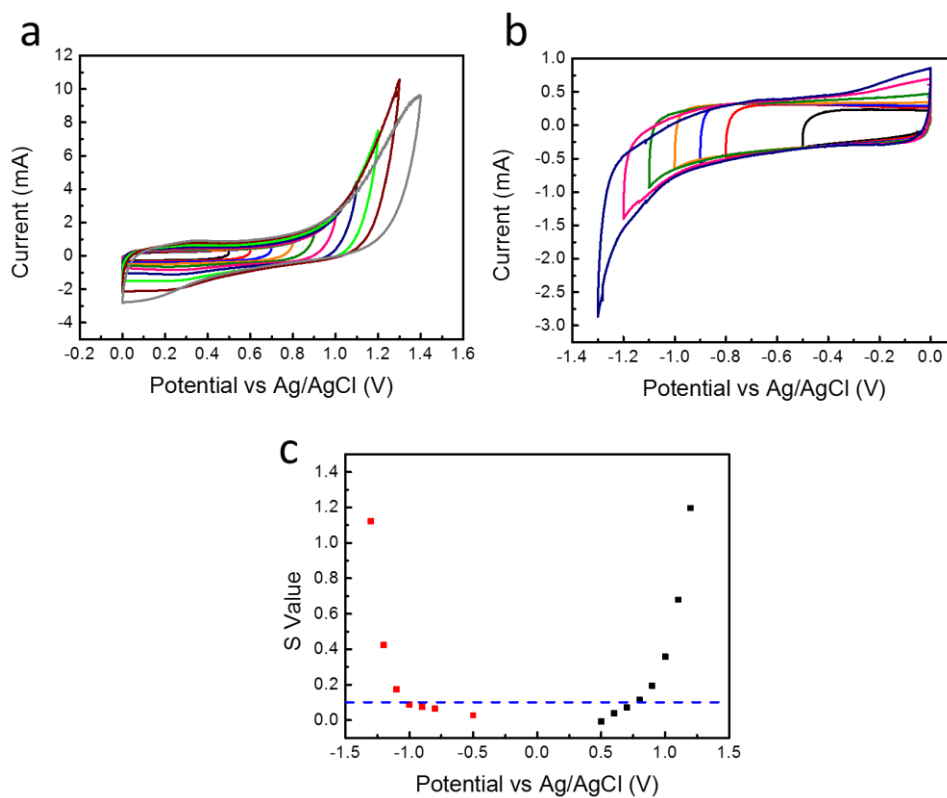 a
12
10
8
6
4
2
0
-2
-4
-0.2 0.0 0.2 0.4 0.6 0.8 1.0 1.2 1.4 1.6
Current (mA)
Potential vs Ag/AgCl (V)
b
1.0
0.5
0.0
-0.5
-1.0
-1.5
-2.0
-2.5
-3.0
-1.4 -1.2 -1.0 -0.8 -0.6 -0.4 -0.2 0.0
Current (mA)
Potential vs Ag/AgCl (V)
c
1.4
1.2
1.0
0.8
0.6
0.4
0.2
0.0
-1.5 -1.0 -0.5 0.0 0.5 1.0 1.5
S Value
Potential vs Ag/AgCl (V)